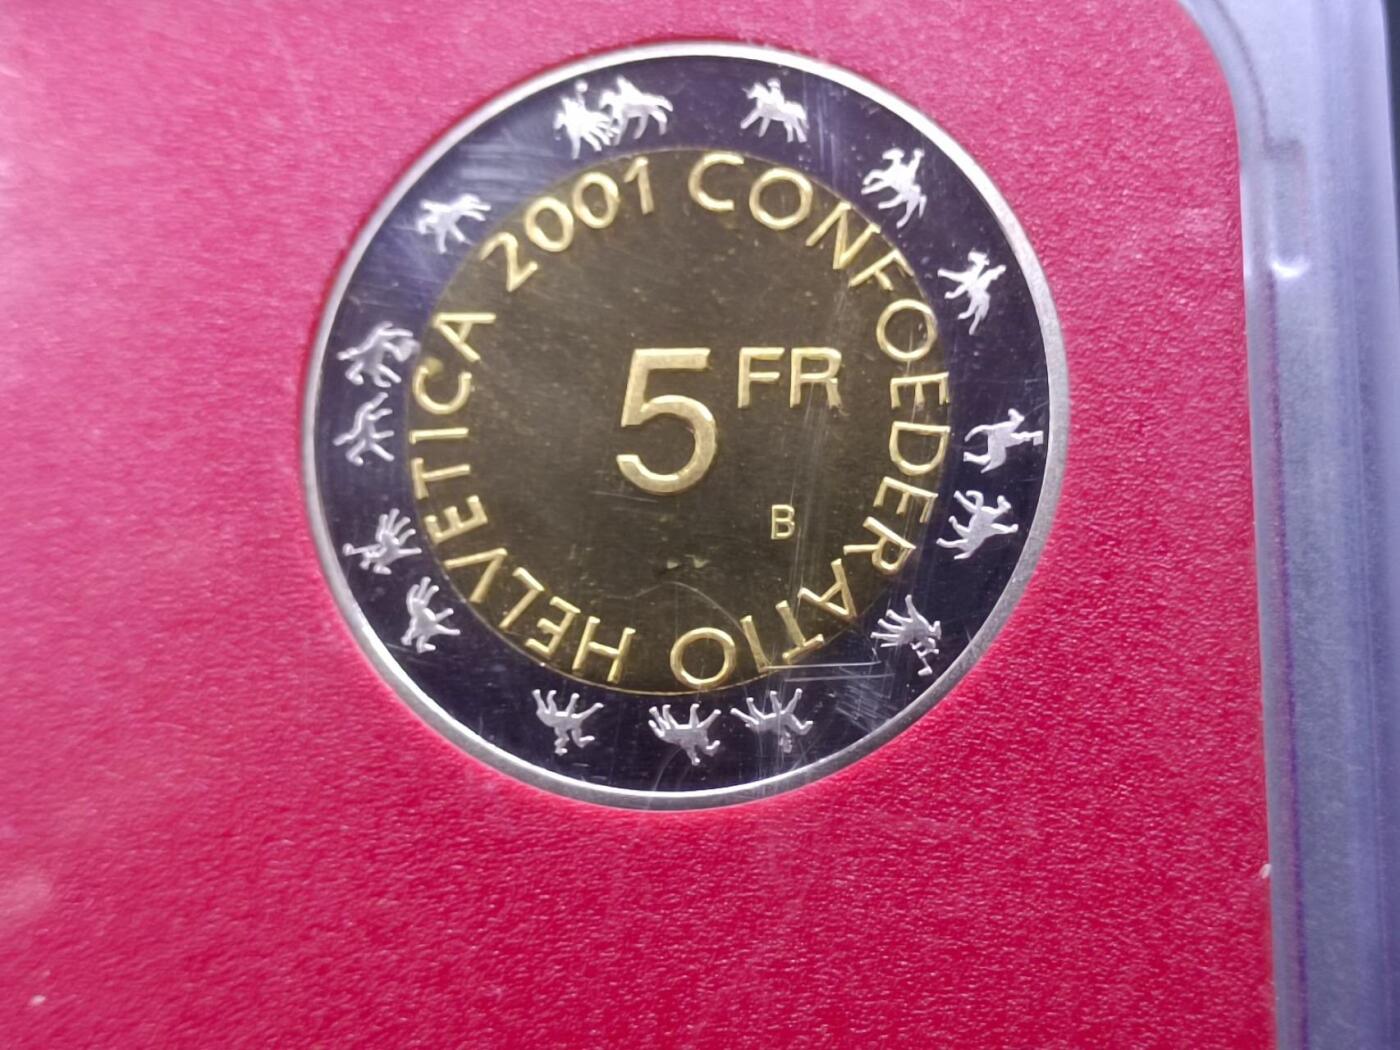 CONFOEDERATIO HELVETICA 2001
5 FR
B